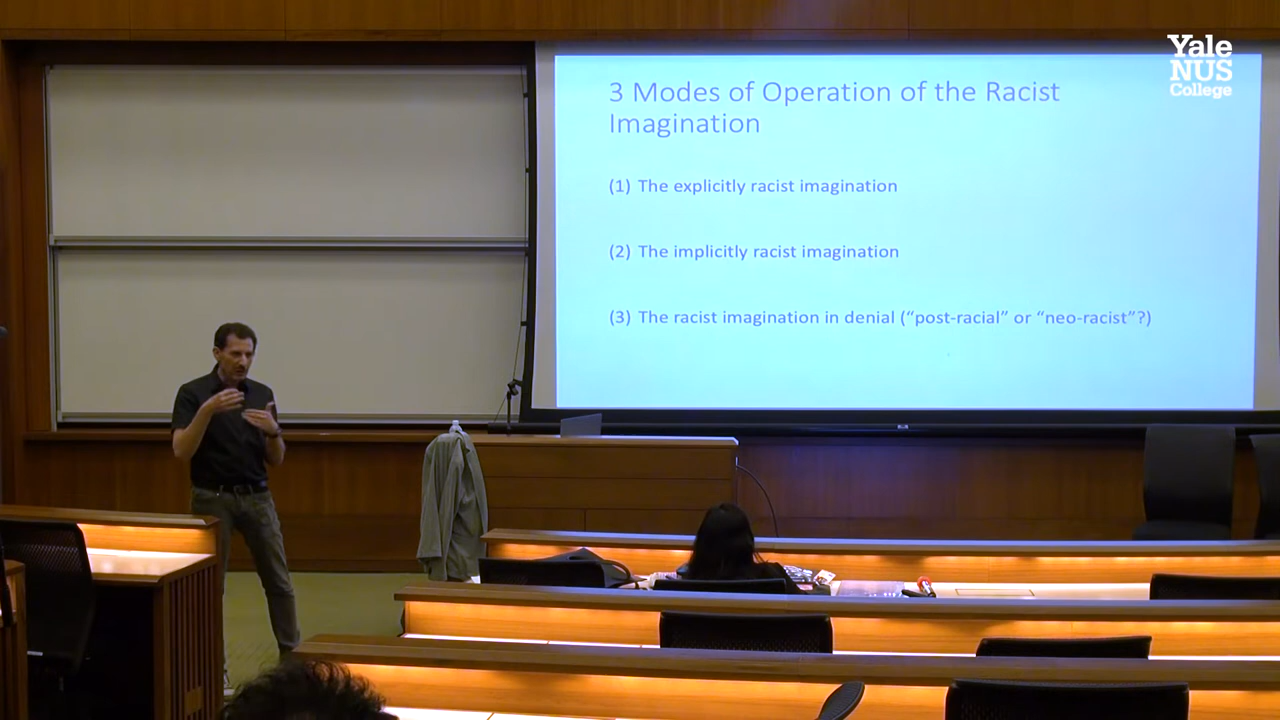 Yale
NUS
College
3 Modes of Operation of the Racist
Imagination
(1) The explicitly racist imagination
(2) The implicitly racist imagination
(3) The racist imagination in denial (“post-racial” or “neo-racist”?)